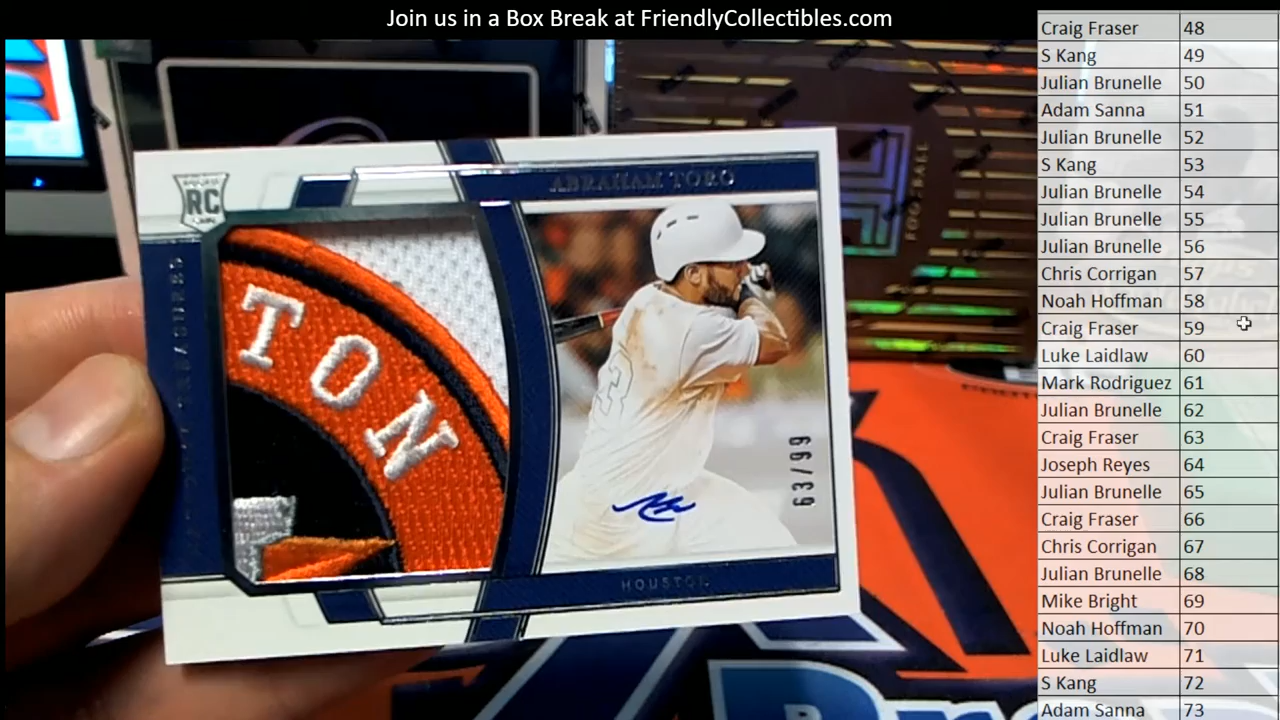 Join us in a Box Break at FriendlyCollectibles.com
RC
ABRAHAM TORO
TON
63/99
HOUSTON
Craig Fraser 48
S Kang 49
Julian Brunelle 50
Adam Sanna 51
Julian Brunelle 52
S Kang 53
Julian Brunelle 54
Julian Brunelle 55
Julian Brunelle 56
Chris Corrigan 57
Noah Hoffman 58
Craig Fraser 59
Luke Laidlaw 60
Mark Rodriguez 61
Julian Brunelle 62
Craig Fraser 63
Joseph Reyes 64
Julian Brunelle 65
Craig Fraser 66
Chris Corrigan 67
Julian Brunelle 68
Mike Bright 69
Noah Hoffman 70
Luke Laidlaw 71
S Kang 72
Adam Sanna 73